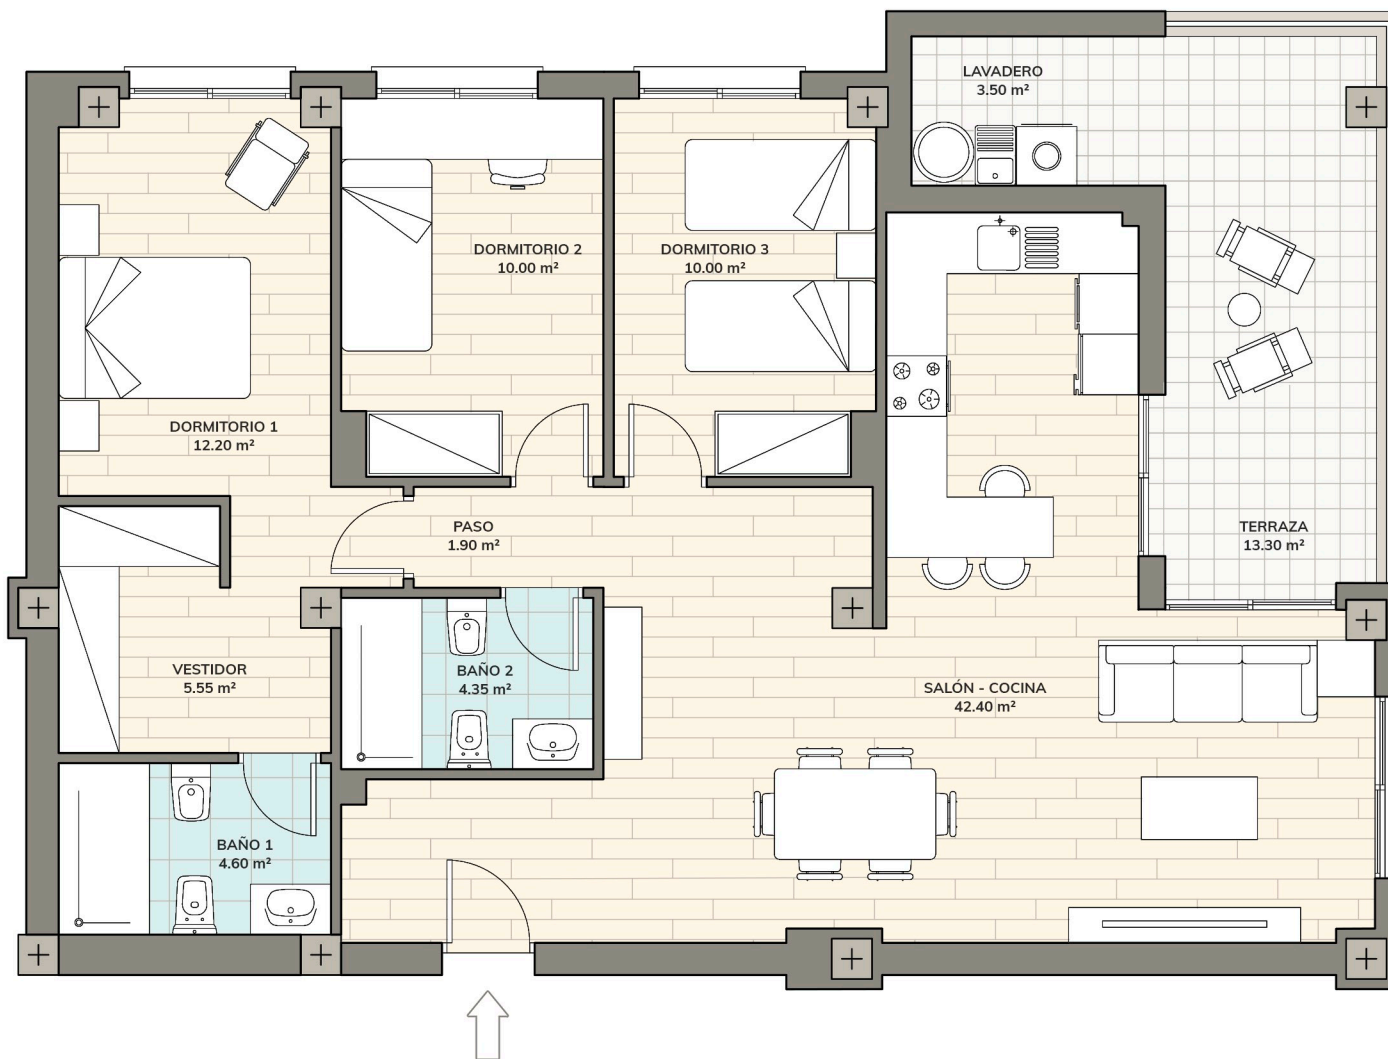 LAVADERO
3.50 m²
DORMITORIO 2
10.00 m²
DORMITORIO 3
10.00 m²
DORMITORIO 1
12.20 m²
PASO
1.90 m²
TERRAZA
13.30 m²
VESTIDOR
5.55 m²
BAÑO 2
4.35 m²
SALÓN - COCINA
42.40 m²
BAÑO 1
4.60 m²